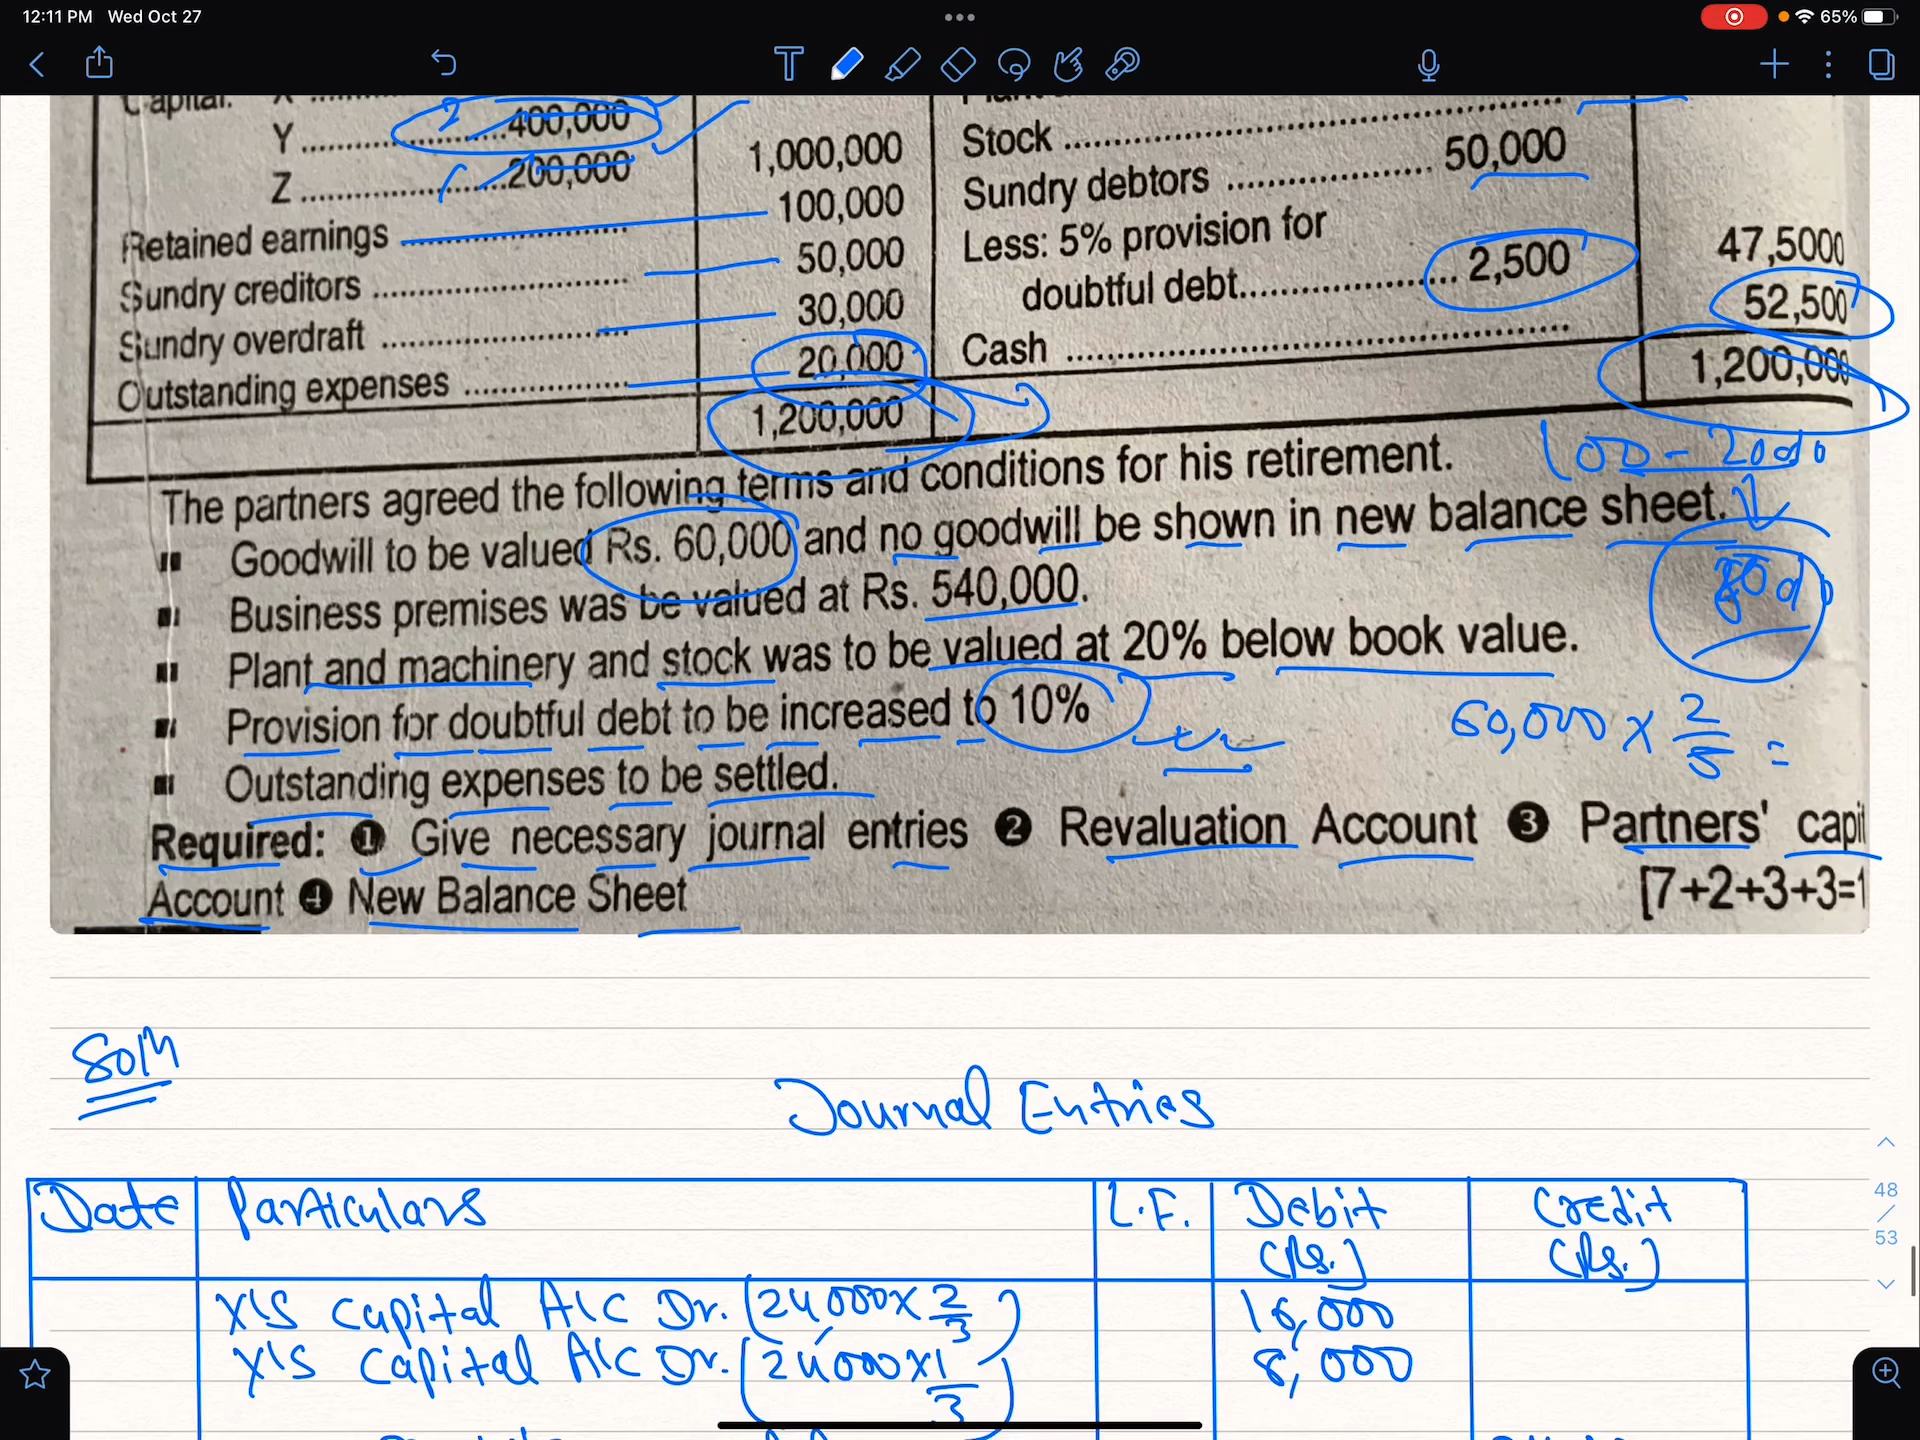 12:11 PM Wed Oct 27
65%
Capital: X
Y 400,000
Z 200,000 1,000,000
Retained earnings 100,000
Sundry creditors 50,000
Sundry overdraft 30,000
Outstanding expenses 20,000
1,200,000
Stock
Sundry debtors 50,000
Less: 5% provision for
doubtful debt 2,500 47,5000
Cash 52,500
1,200,000
The partners agreed the following terms and conditions for his retirement.
Goodwill to be valued Rs. 60,000 and no goodwill be shown in new balance sheet.
Business premises was be valued at Rs. 540,000.
Plant and machinery and stock was to be valued at 20% below book value.
Provision for doubtful debt to be increased to 10%
60,000 x 2/5 =
Outstanding expenses to be settled.
Required: ❶ Give necessary journal entries ❷ Revaluation Account ❸ Partners' capi
Account ❹ New Balance Sheet [7+2+3+3=1
Journal Entries
Date Particulars L.F. Debit Credit
(Rs.) (Rs.)
X's Capital A/C Dr. (24,000 x 2/3) 16,000
X's Capital A/C Dr. (24000 x 1/3) 8,000
48
/
53